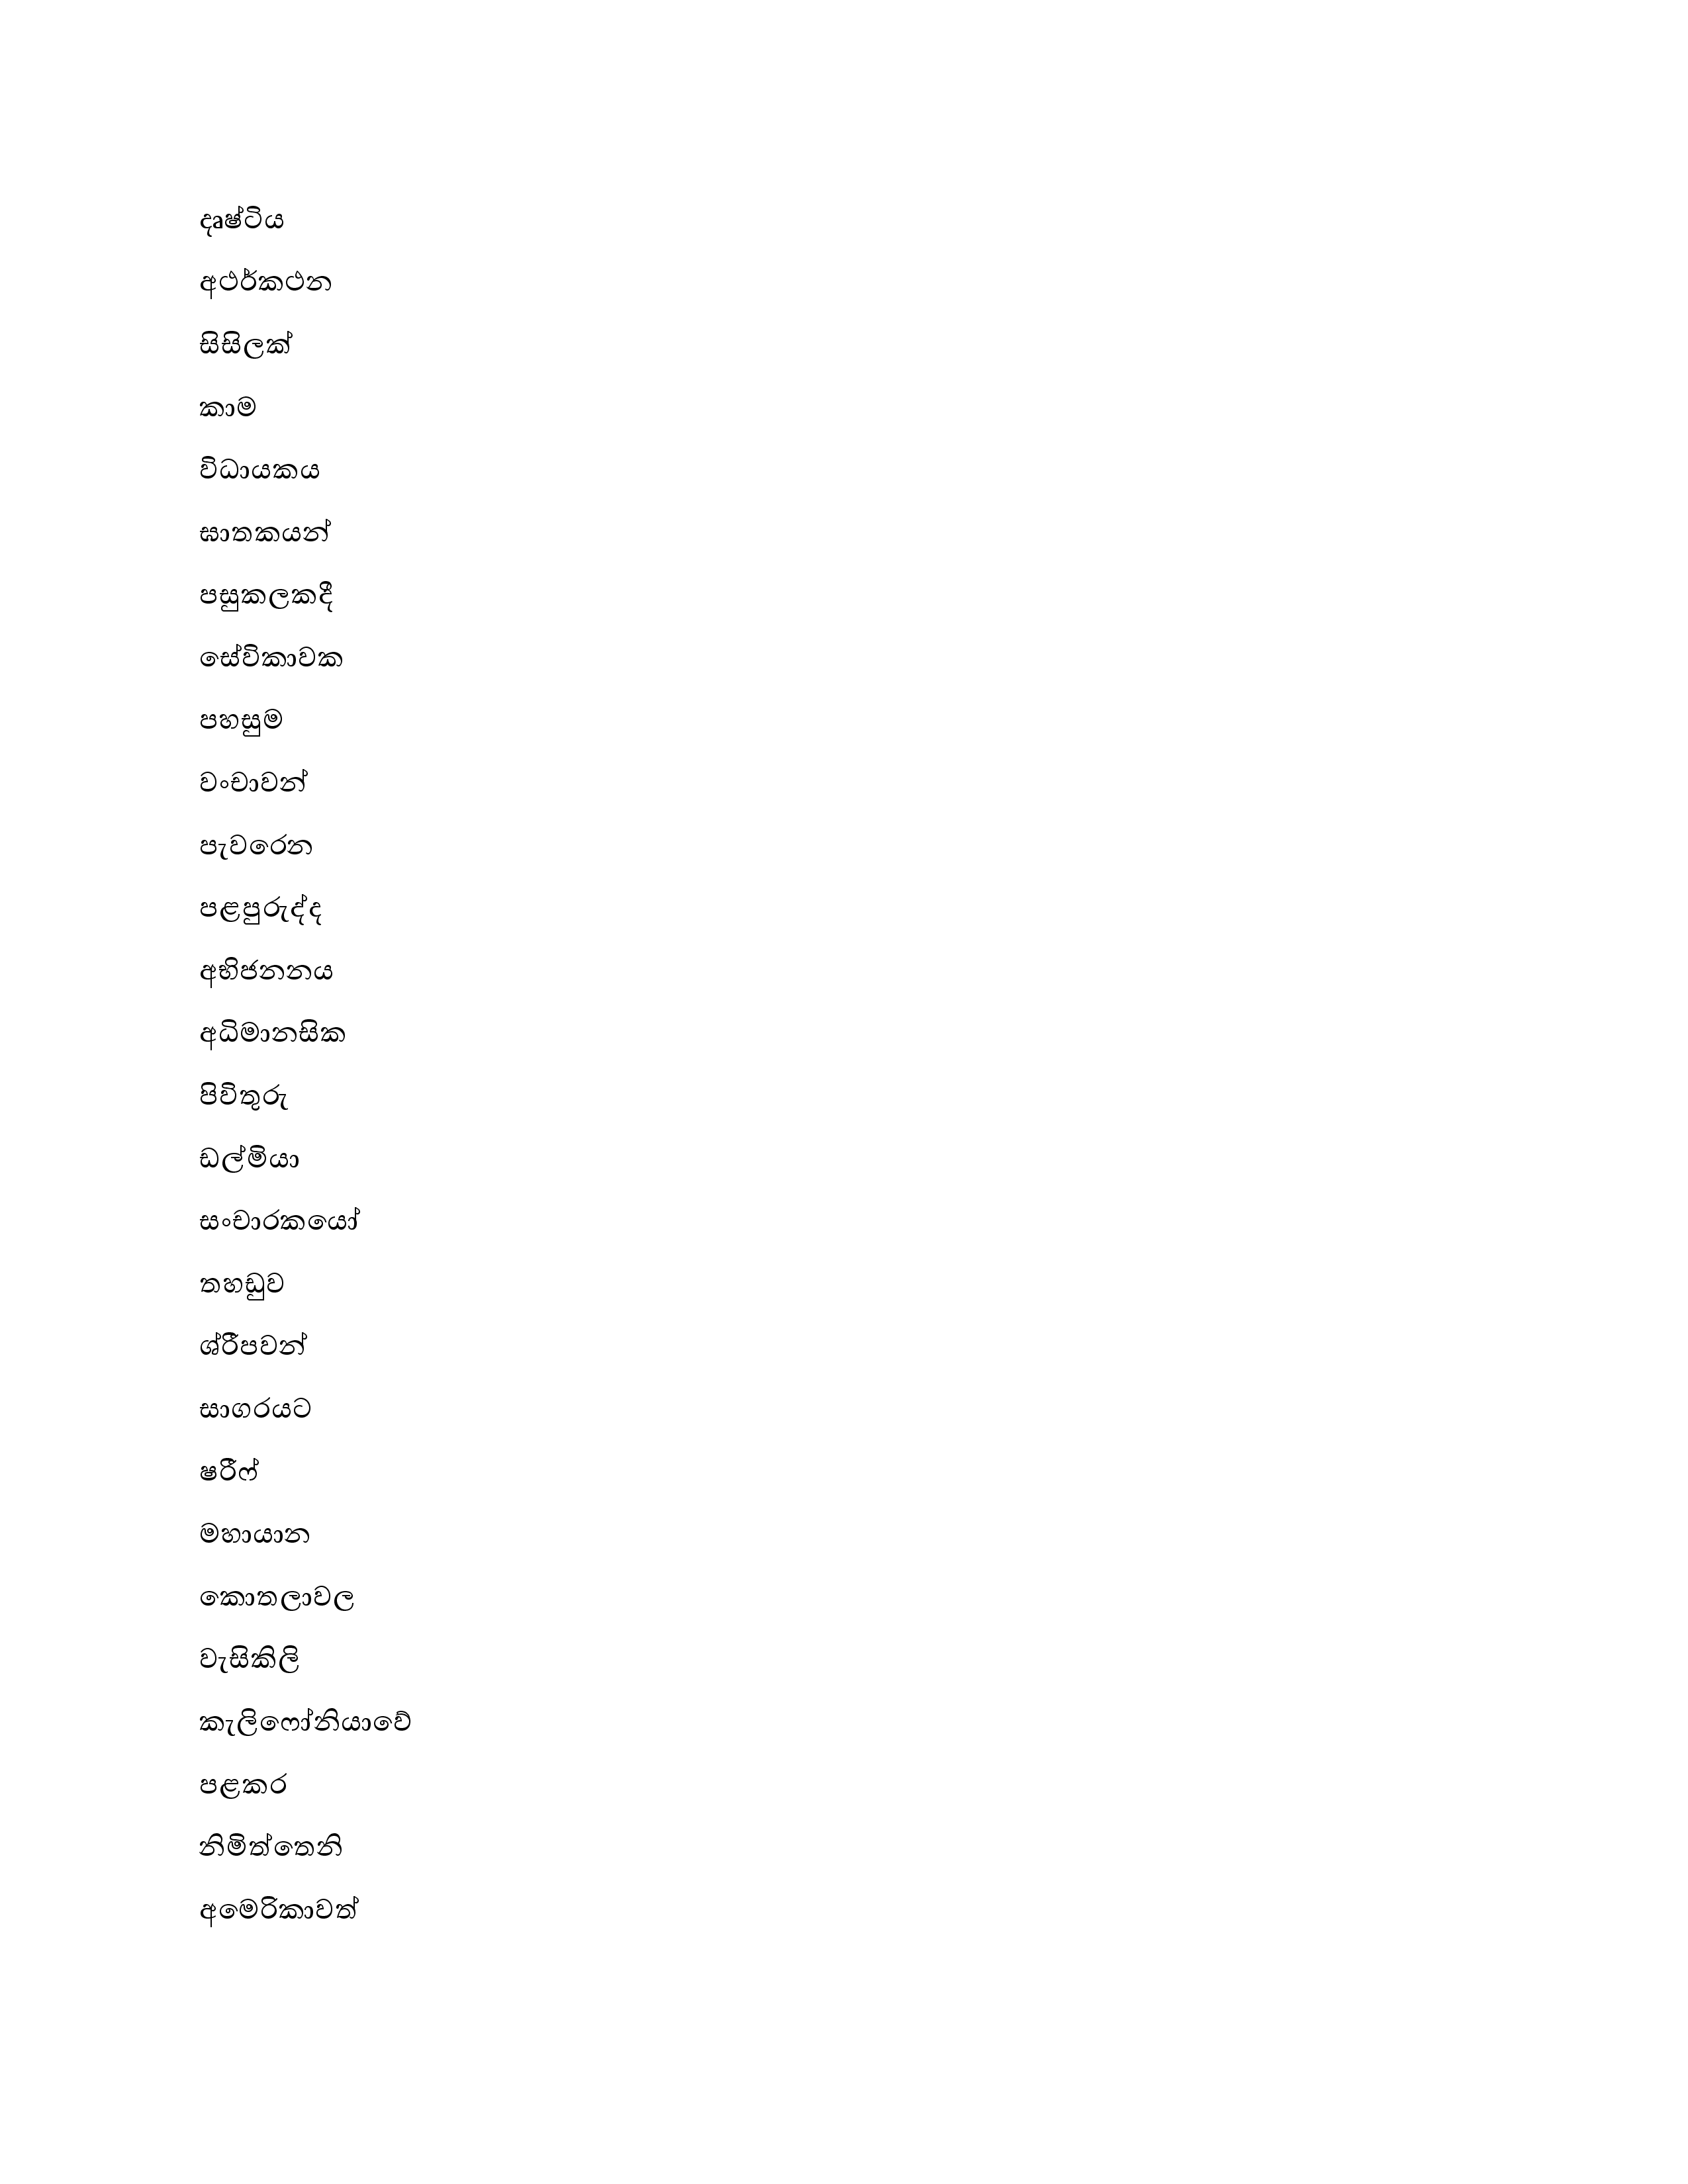 දෘෂ්ටිය
අථර්කථන
සිසිලක්
කාම
විධායකය
ඝාතකයන්
පසුකලකදී
සේවිකාවක
පහසුම
වංචාවන්
පැවරෙන
පළපුරුද්ද
අභිජනනය
අධිමානසික
පිවිතුරු
ඩල්මියා
සංචාරකයෝ
තහඩුව
ශ්රීපවන්
සාගරයට
ෂරීෆ්
මහායාන
කොතලාවල
වැසිකිලි
කැලිෆෝනියාවේ
පළකර
නිමිත්තෙනි
අමෙරිකාවත්